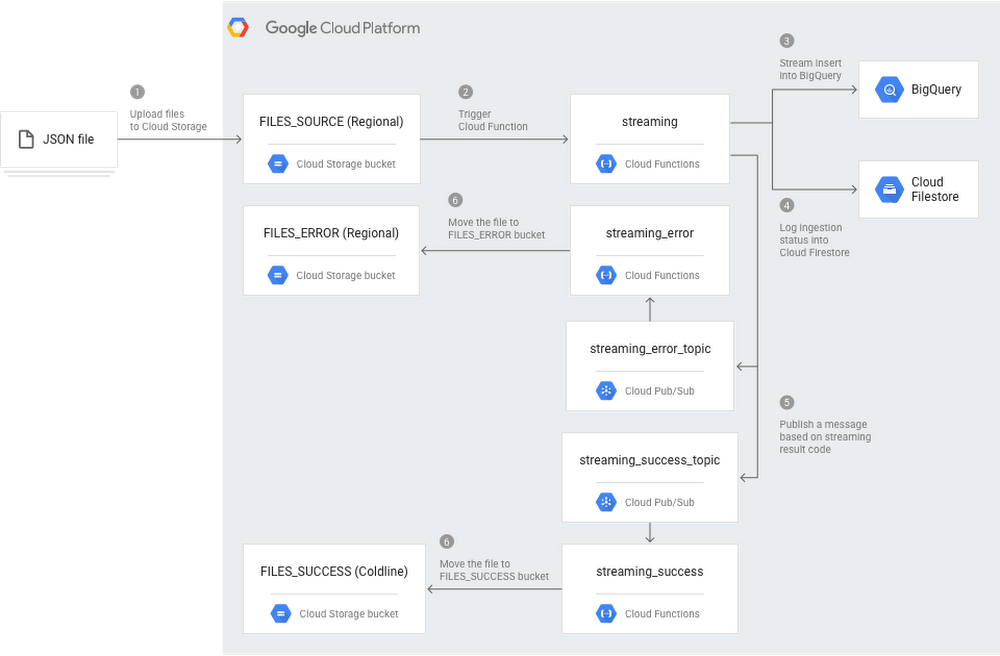 Google Cloud Platform
1
Upload files
to Cloud Storage
JSON file
FILES_SOURCE (Regional)
Cloud Storage bucket
2
Trigger
Cloud Function
streaming
Cloud Functions
3
Stream insert
into BigQuery
BigQuery
Cloud
Filestore
4
Log ingestion
status into
Cloud Firestore
FILES_ERROR (Regional)
Cloud Storage bucket
6
Move the file to
FILES_ERROR bucket
streaming_error
Cloud Functions
streaming_error_topic
Cloud Pub/Sub
5
Publish a message
based on streaming
result code
streaming_success_topic
Cloud Pub/Sub
FILES_SUCCESS (Coldline)
Cloud Storage bucket
6
Move the file to
FILES_SUCCESS bucket
streaming_success
Cloud Functions